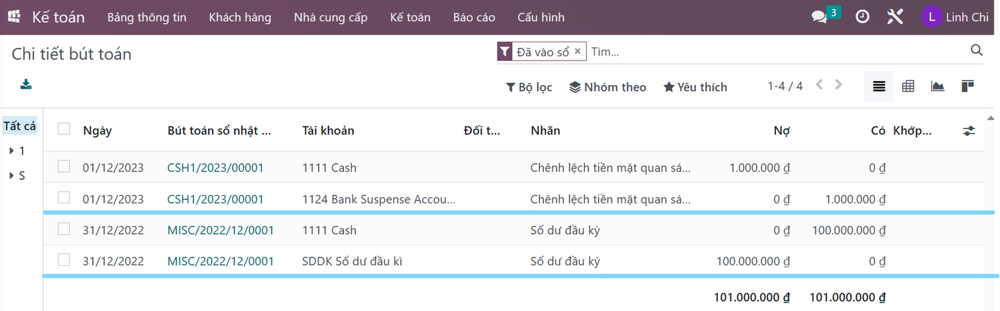 Kế toán Bảng thông tin Khách hàng Nhà cung cấp Kế toán Báo cáo Cấu hình 3 L Linh Chi
Chi tiết bút toán Đã vào sổ × Tìm...
Bộ lọc Nhóm theo Yêu thích 1-4 / 4
Tất cả Ngày Bút toán sổ nhật ... Tài khoản Đối t... Nhãn Nợ Có Khớp...
1
S
01/12/2023 CSH1/2023/00001 1111 Cash Chênh lệch tiền mặt quan sá... 1.000.000 ₫ 0 ₫
01/12/2023 CSH1/2023/00001 1124 Bank Suspense Accou... Chênh lệch tiền mặt quan sá... 0 ₫ 1.000.000 ₫
31/12/2022 MISC/2022/12/0001 1111 Cash Số dư đầu kỳ 0 ₫ 100.000.000 ₫
31/12/2022 MISC/2022/12/0001 SDDK Số dư đầu kì Số dư đầu kỳ 100.000.000 ₫ 0 ₫
101.000.000 ₫ 101.000.000 ₫